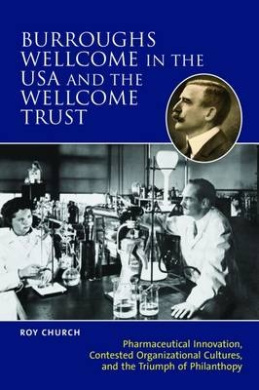 BURROUGHS
WELLCOME IN THE
USA AND THE
WELLCOME
TRUST
ROY CHURCH
Pharmaceutical Innovation,
Contested Organizational Cultures,
and the Triumph of Philanthopy